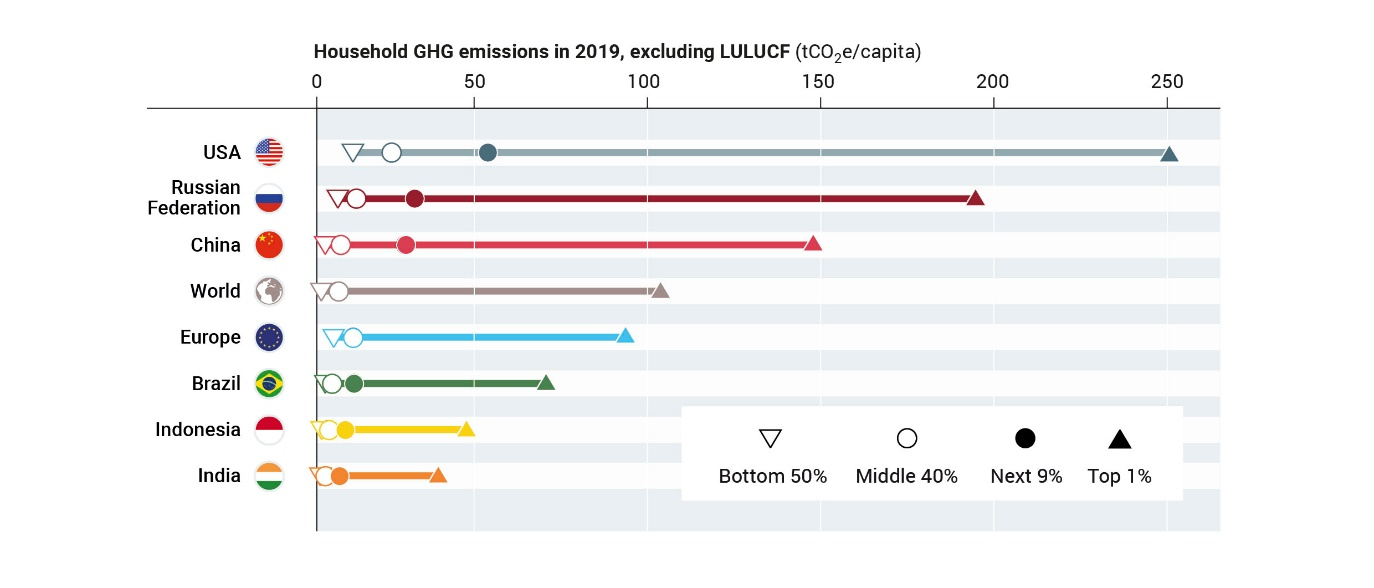 Household GHG emissions in 2019, excluding LULUCF (tCO₂e/capita)
0 50 100 150 200 250
USA
Russian
Federation
China
World
Europe
Brazil
Indonesia
India
Bottom 50% Middle 40% Next 9% Top 1%